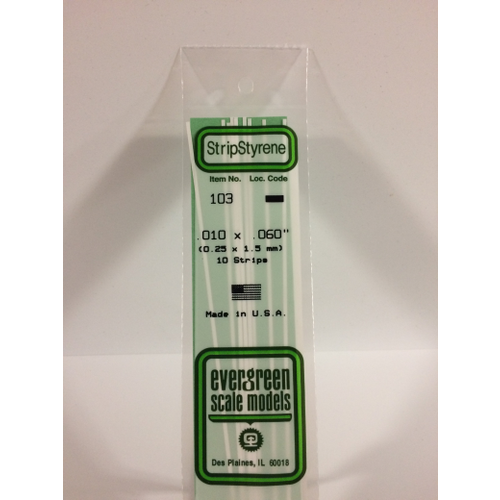 StripStyrene
Item No. Loc. Code
103
.010 x .060"
(0.25 x 1.5 mm)
10 Strips
Made in U.S.A.
evergreen
scale models
Des Plaines, IL 60018